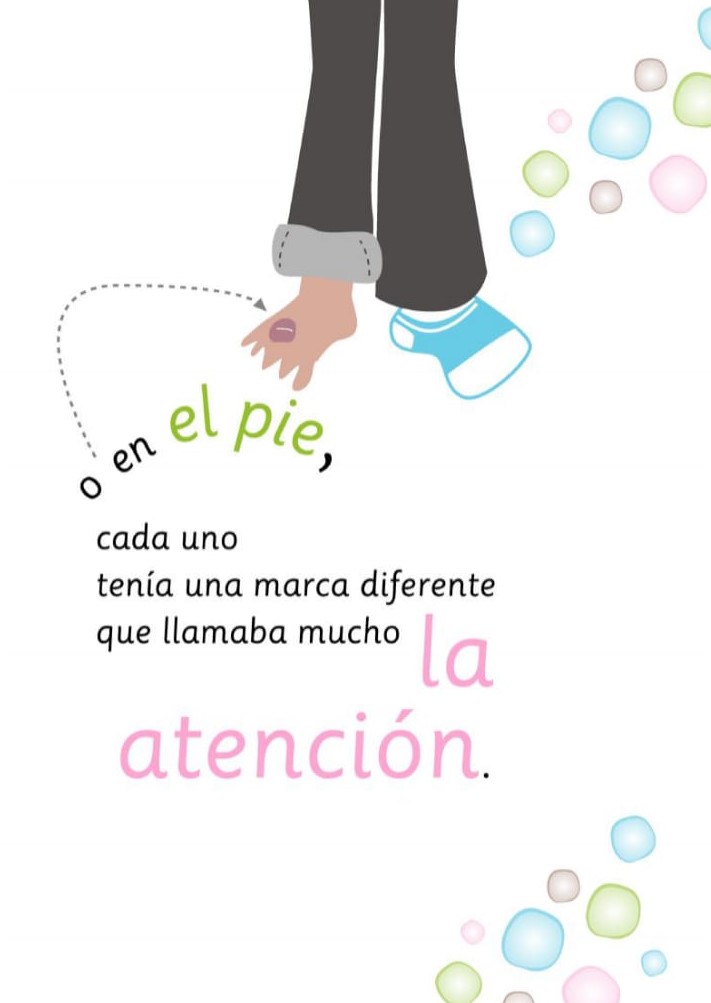 o en el pie,
cada uno
tenía una marca diferente
que llamaba mucho la
atención.